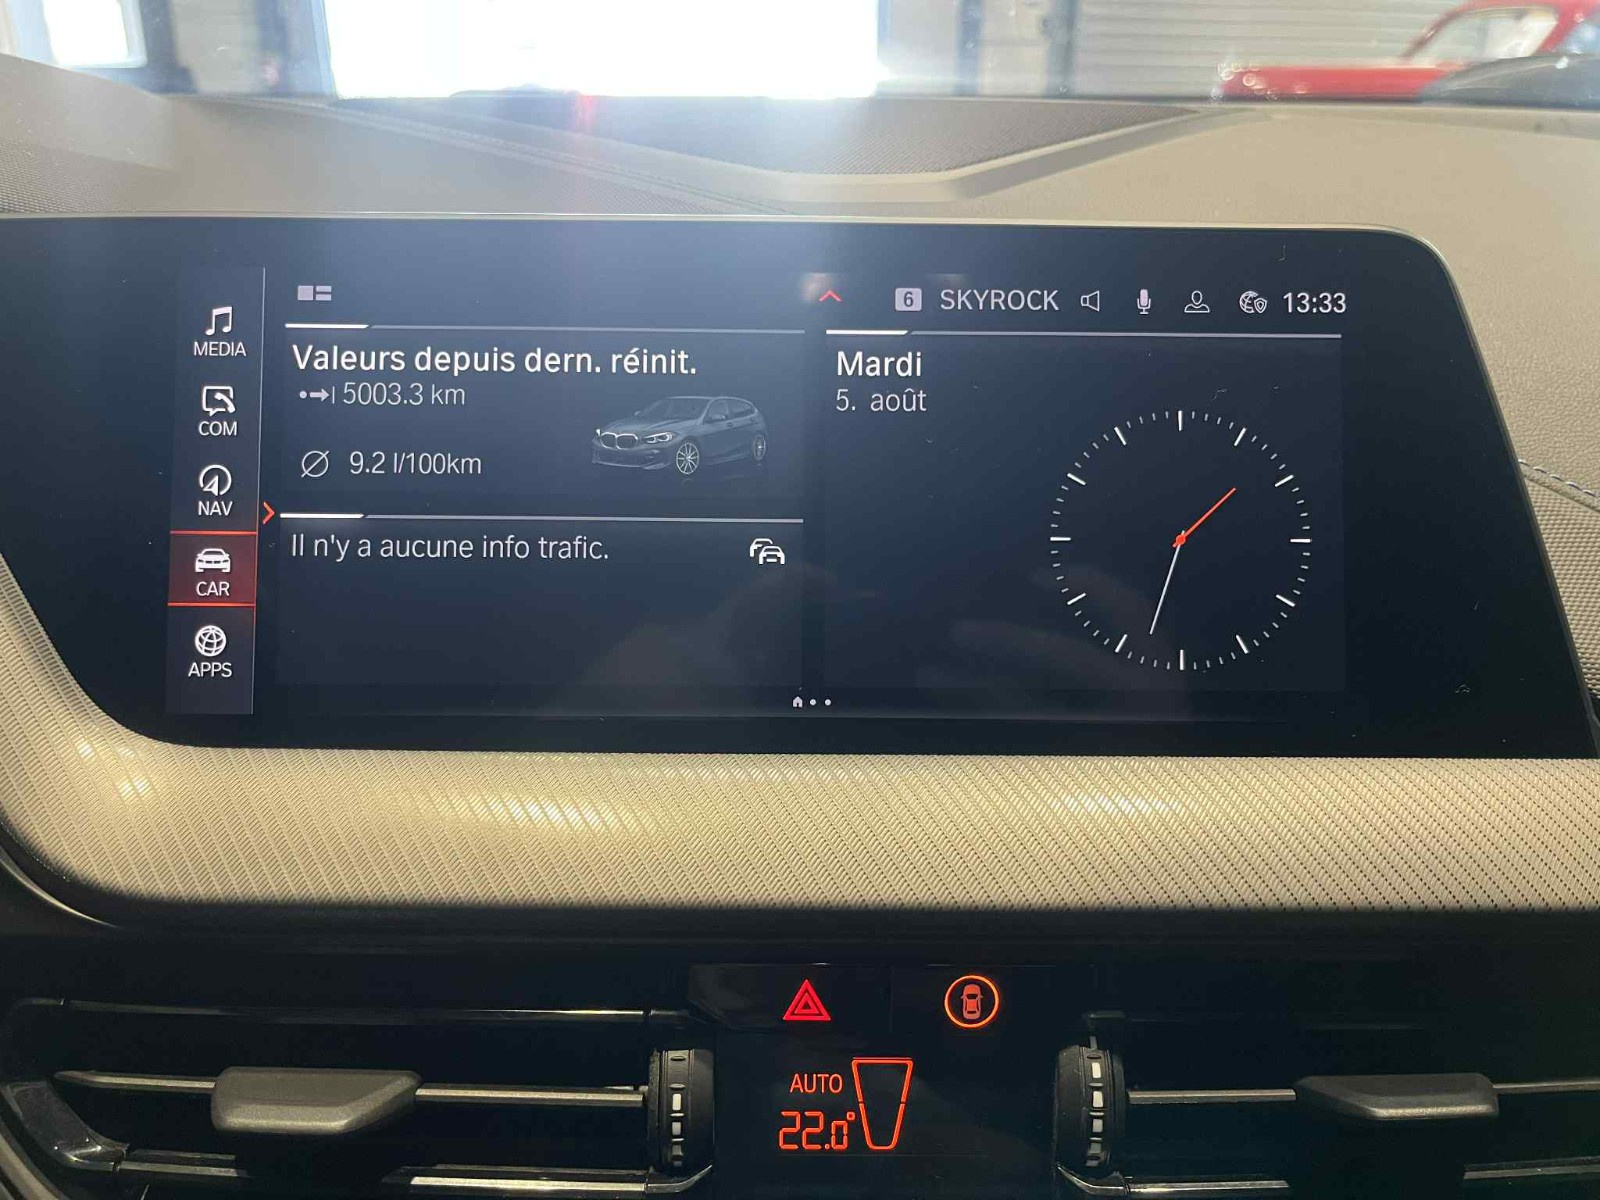 6 SKYROCK 13:33
MEDIA
COM
NAV
CAR
APPS
Valeurs depuis dern. réinit.
5003.3 km
9.2 l/100km
Il n'y a aucune info trafic.
Mardi
5. août
AUTO
22.0°